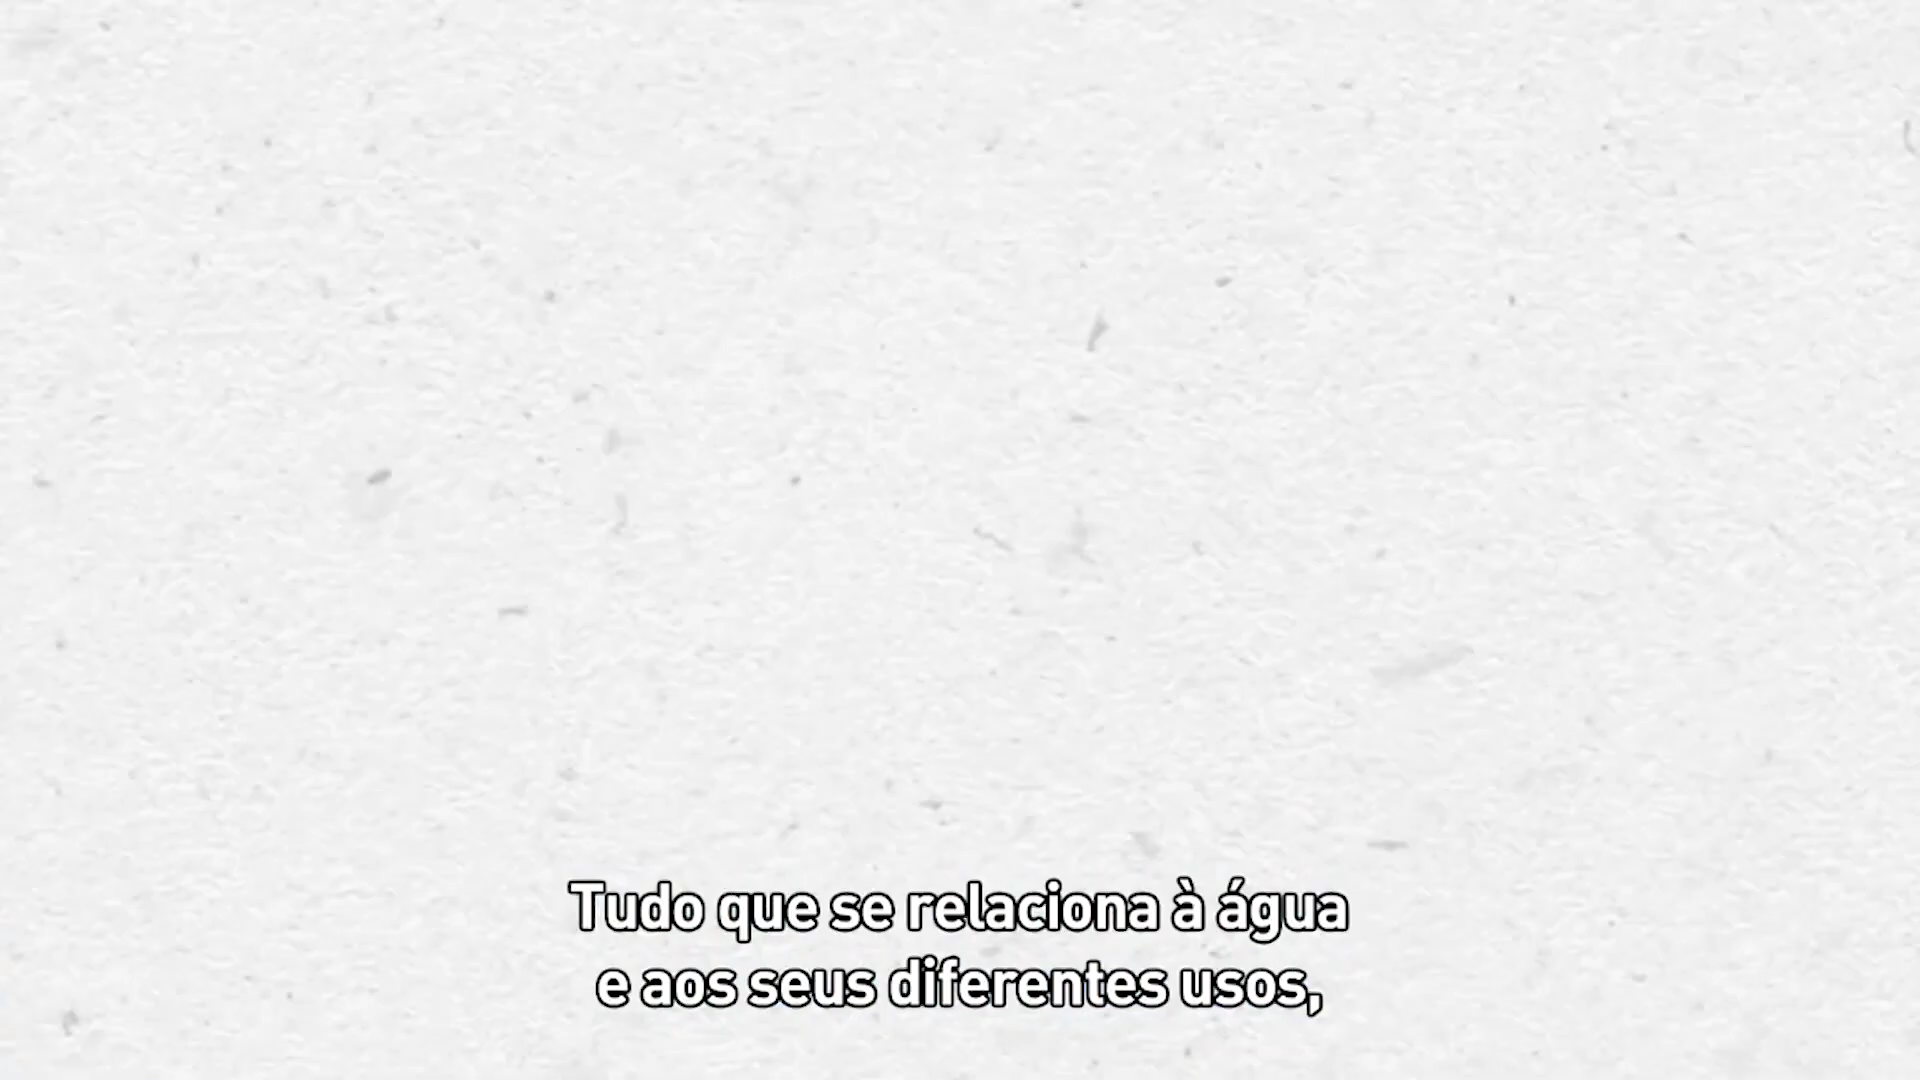 Tudo que se relaciona à água
e aos seus diferentes usos,